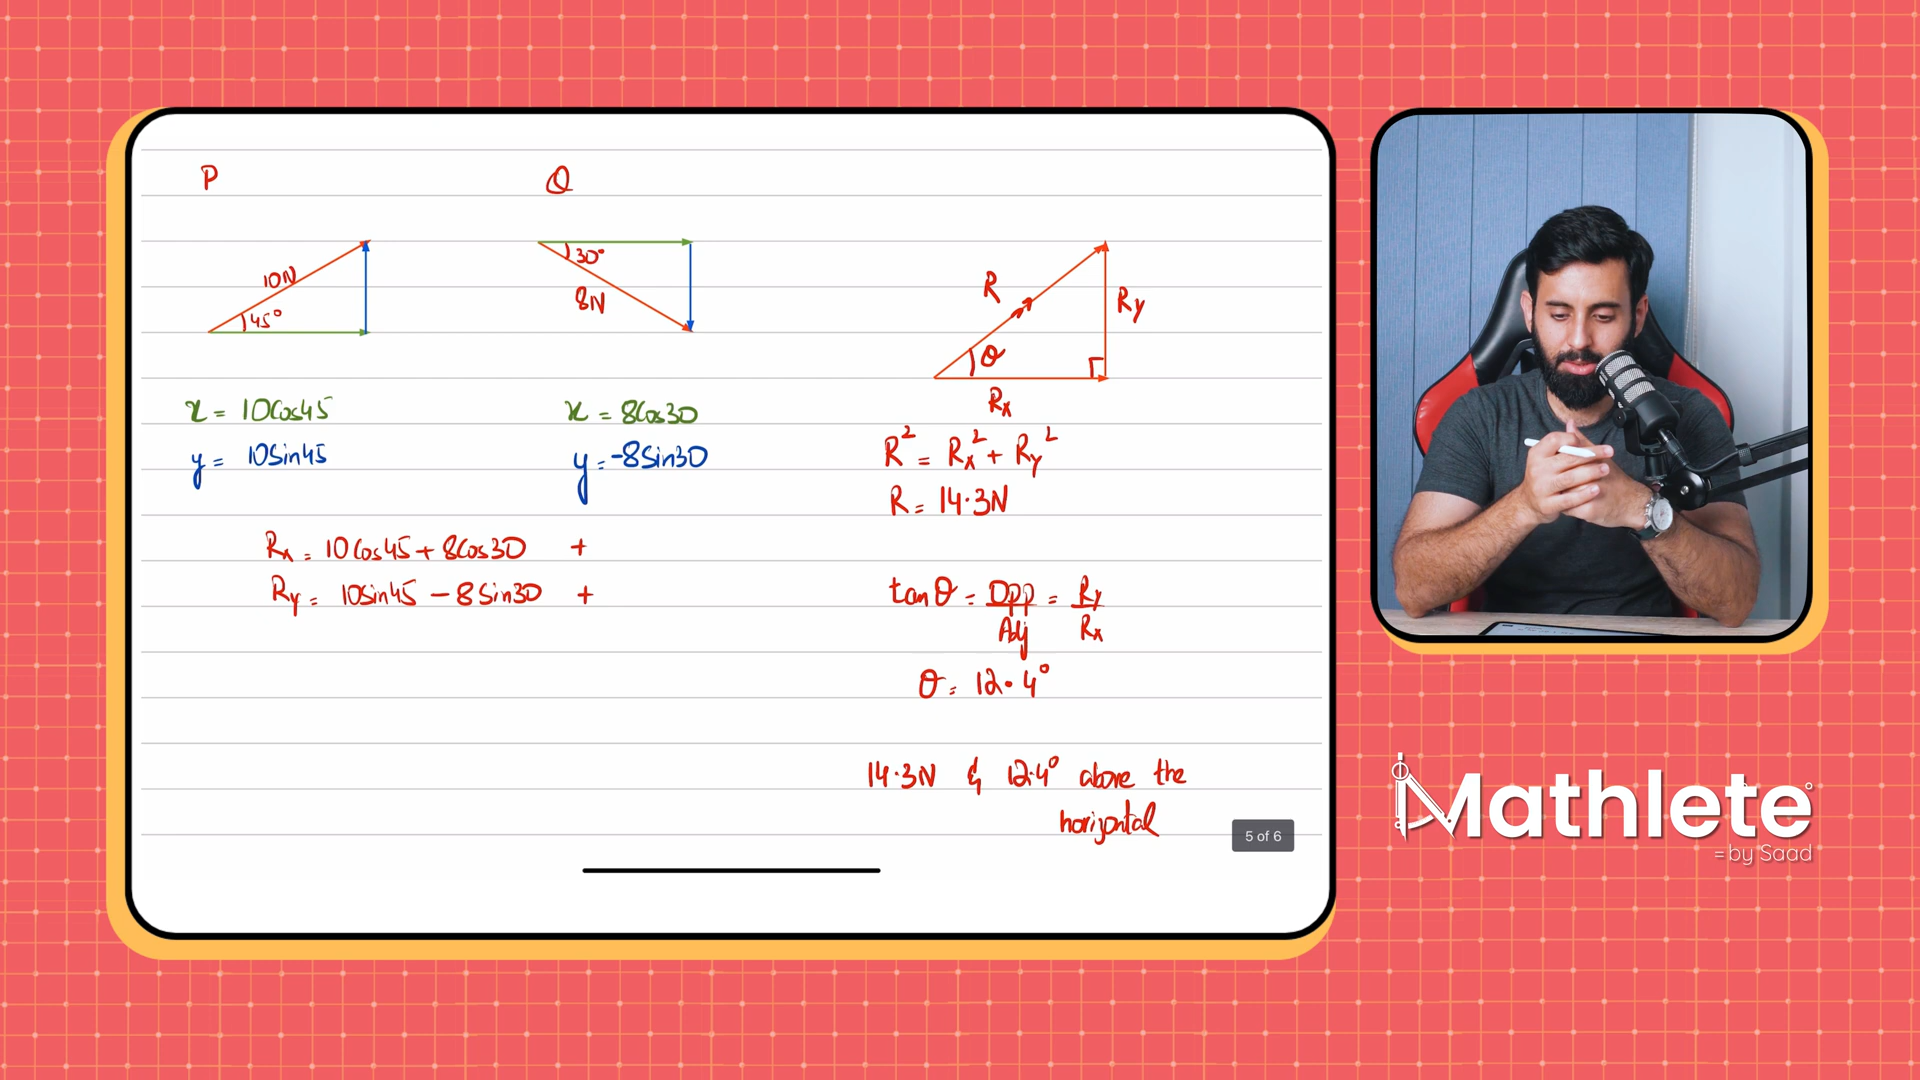 P
10N
45°
x = 10Cos45
y = 10Sin45
Q
30°
8N
x = 8Cos30
y = -8Sin30
Rx = 10Cos45 + 8Cos30 +
Ry = 10Sin45 - 8Sin30 +
R
Ry
θ
Rx
R² = Rx² + Ry²
R = 14.3N
tanθ = Opp/Adj = Ry/Rx
θ = 12.4°
14.3N & 12.4° above the
horizontal
5 of 6
Mathlete
=by Saad